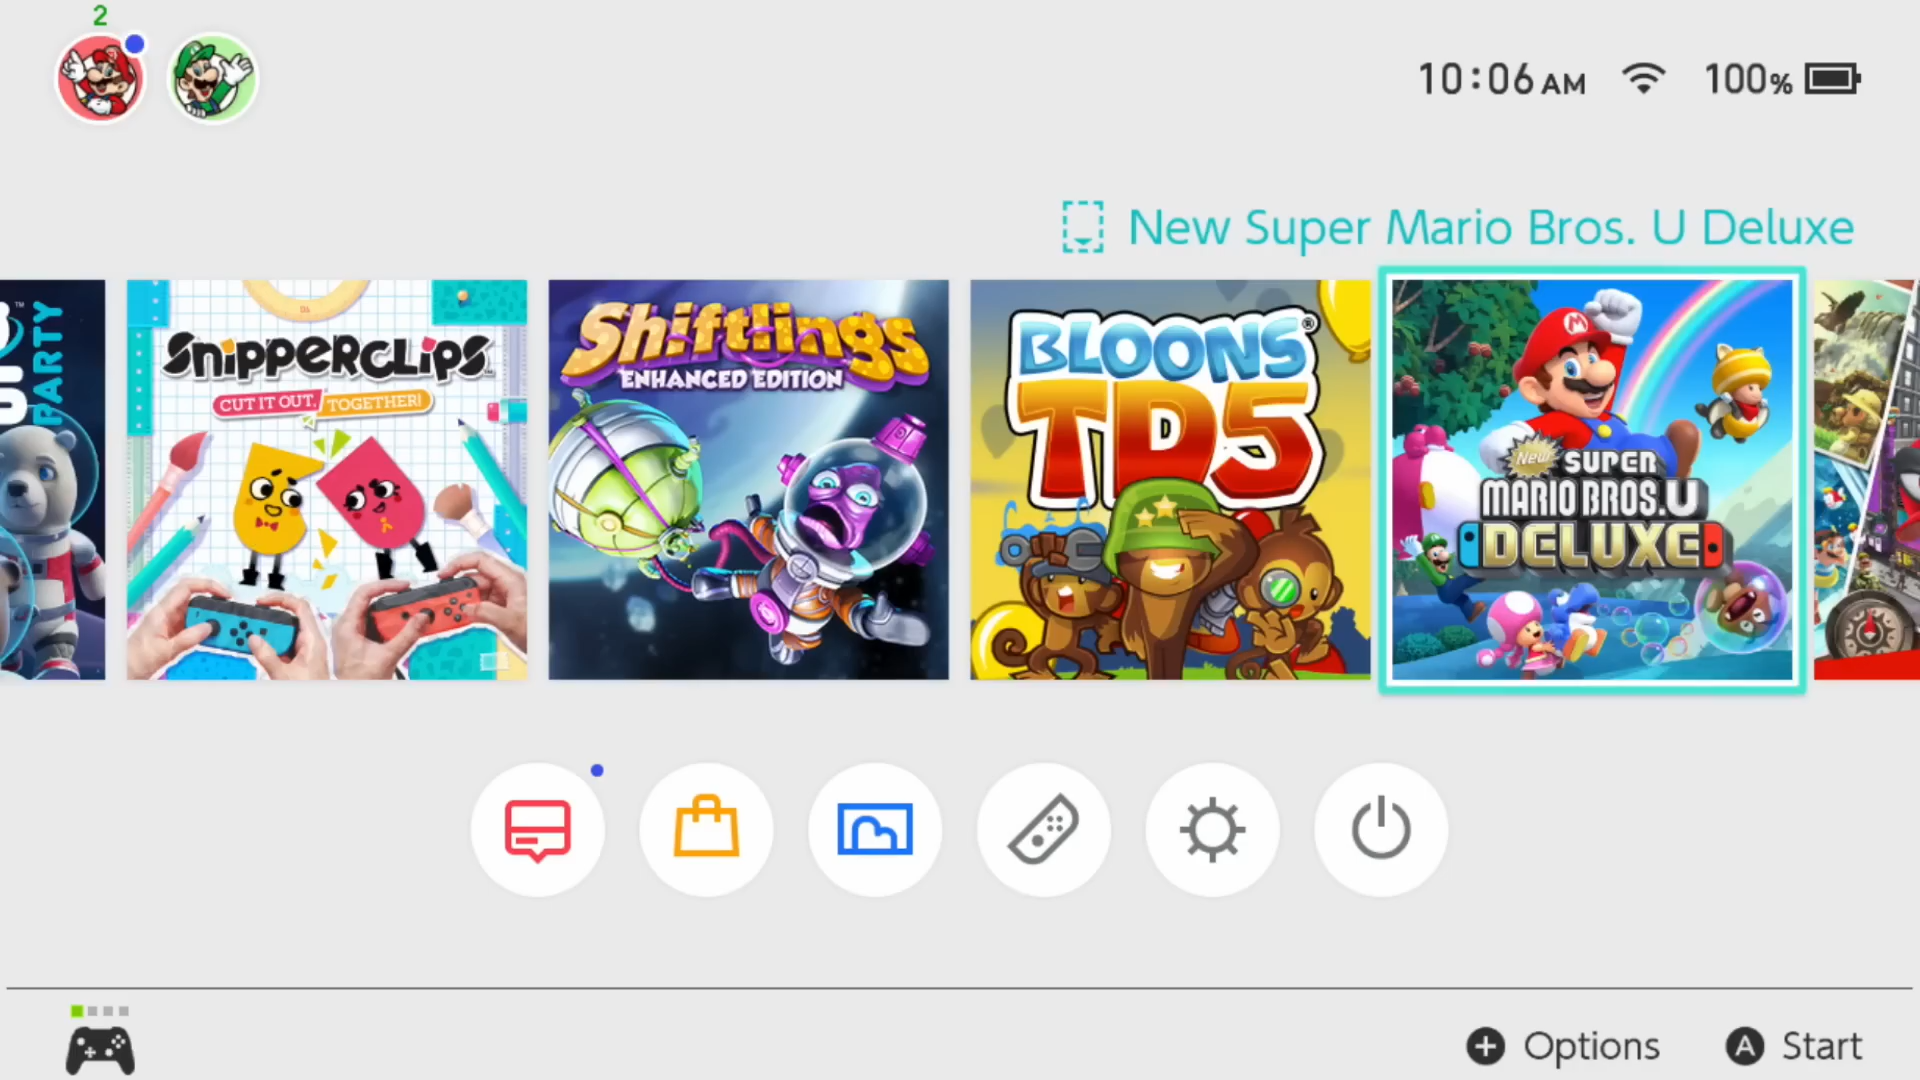 2
10:06 AM
100%
New Super Mario Bros. U Deluxe
PARTY
SNIPPERCLIPS
CUT IT OUT, TOGETHER!
Shiftlings
ENHANCED EDITION
BLOONS®
TD5
New SUPER
MARIO BROS. U
DELUXE
Options
A Start